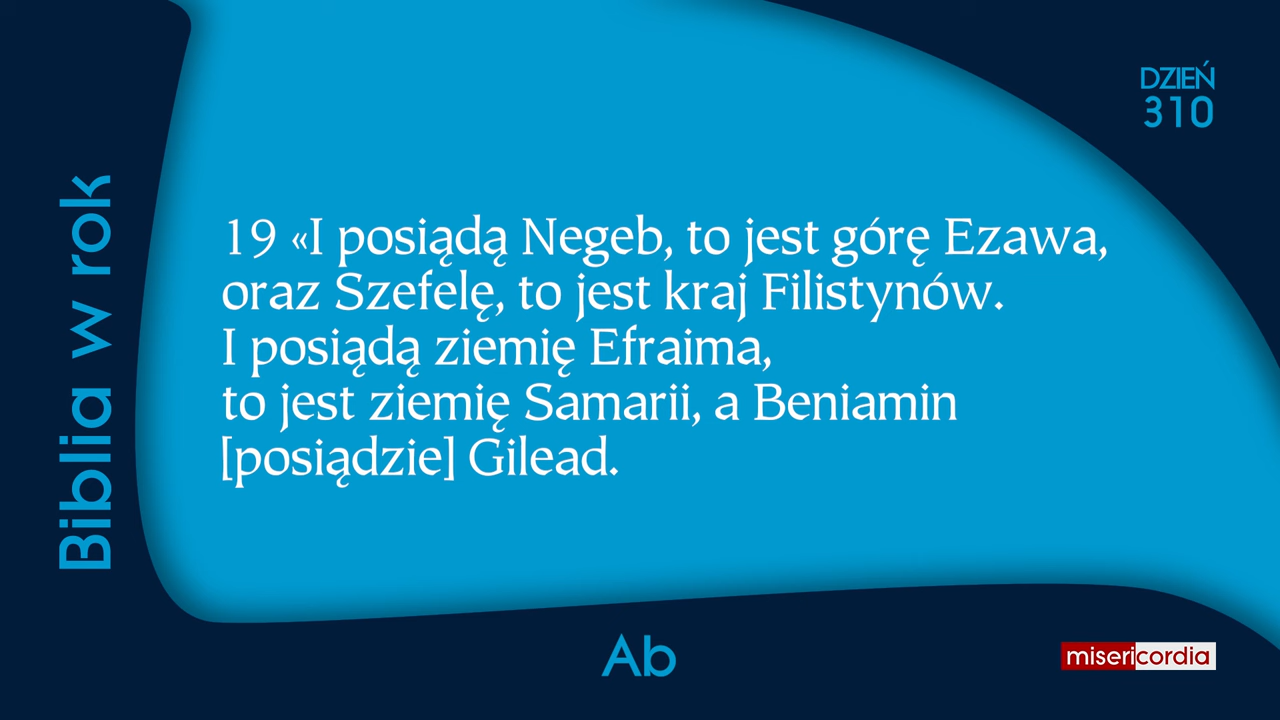 DZIEŃ
310
Biblia w rok
19 «I posiądą Negeb, to jest górę Ezawa,
oraz Szefelę, to jest kraj Filistynów.
I posiądą ziemię Efraima,
to jest ziemię Samarii, a Beniamin
[posiądzie] Gilead.
Ab
misericordia